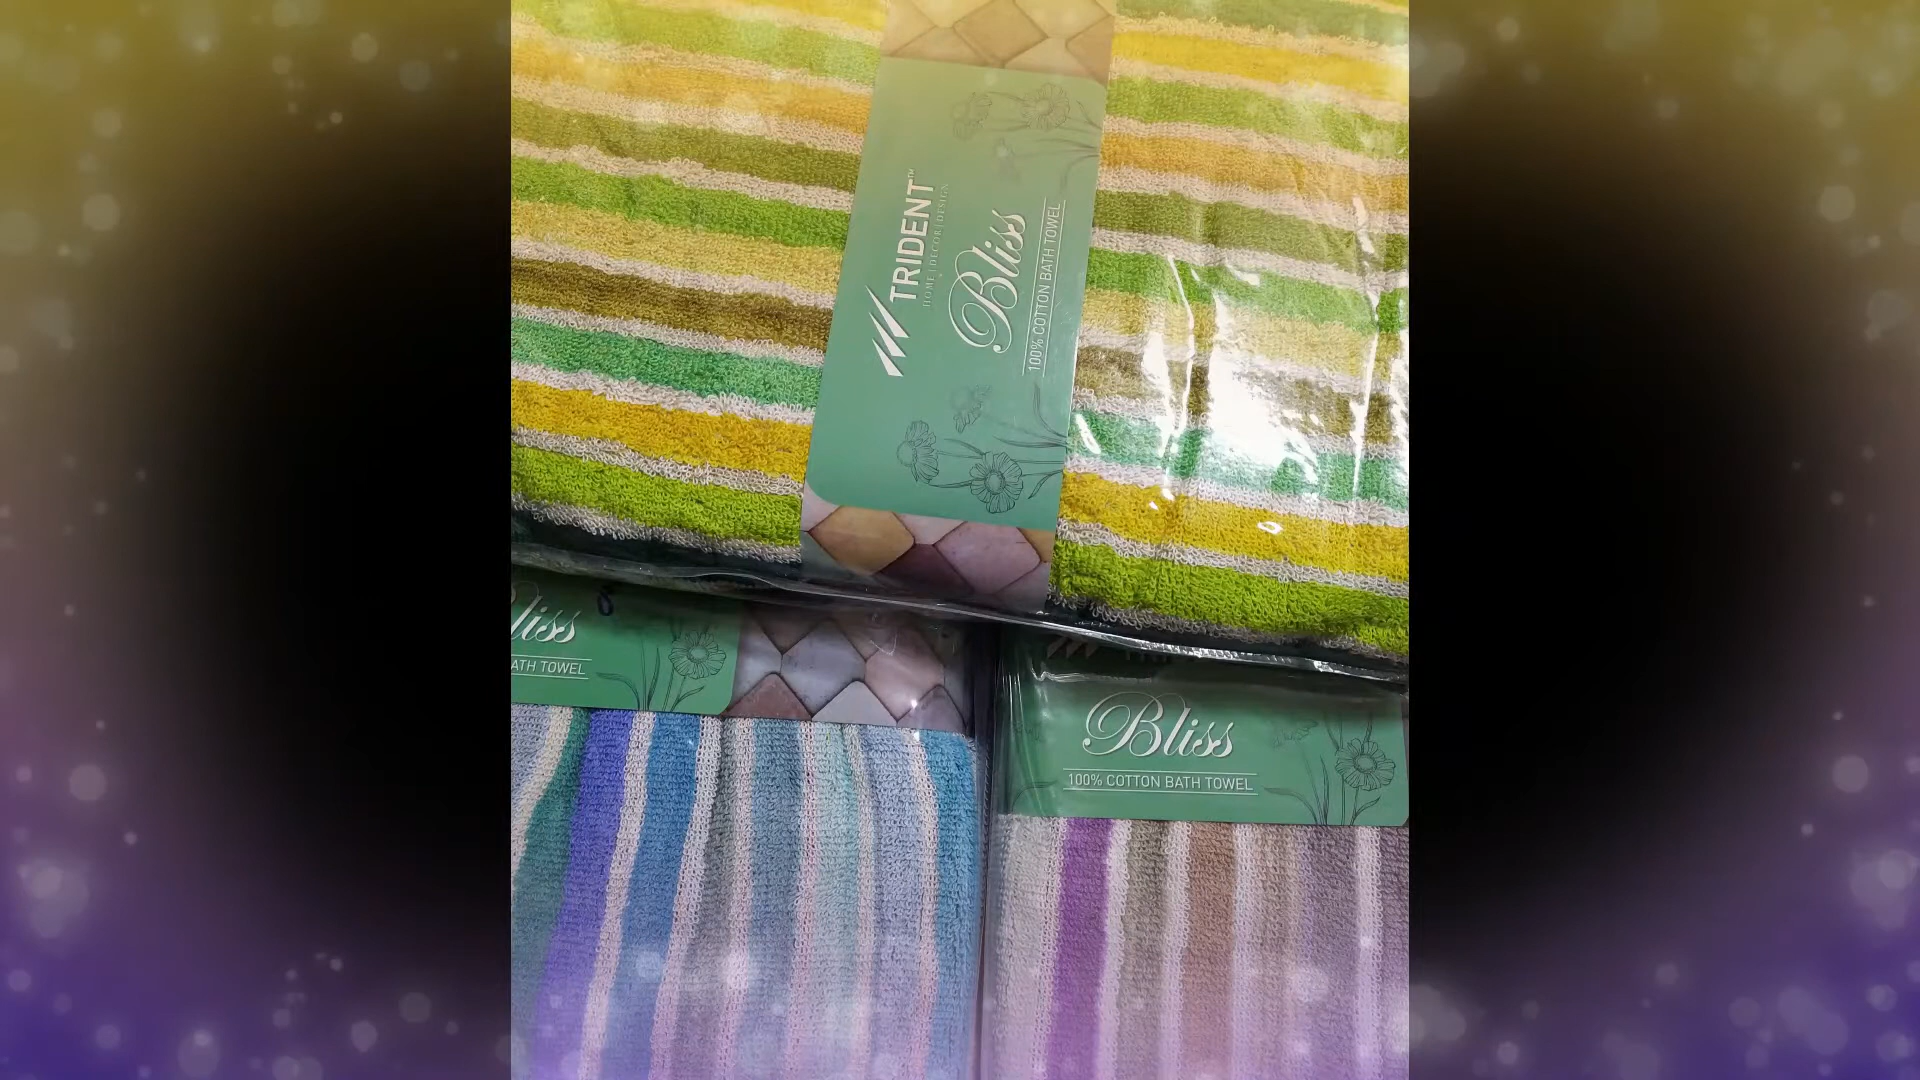 TRIDENT™
HOME | DECOR | DESIGN
Bliss
100% COTTON BATH TOWEL
Bliss
BATH TOWEL
Bliss
100% COTTON BATH TOWEL